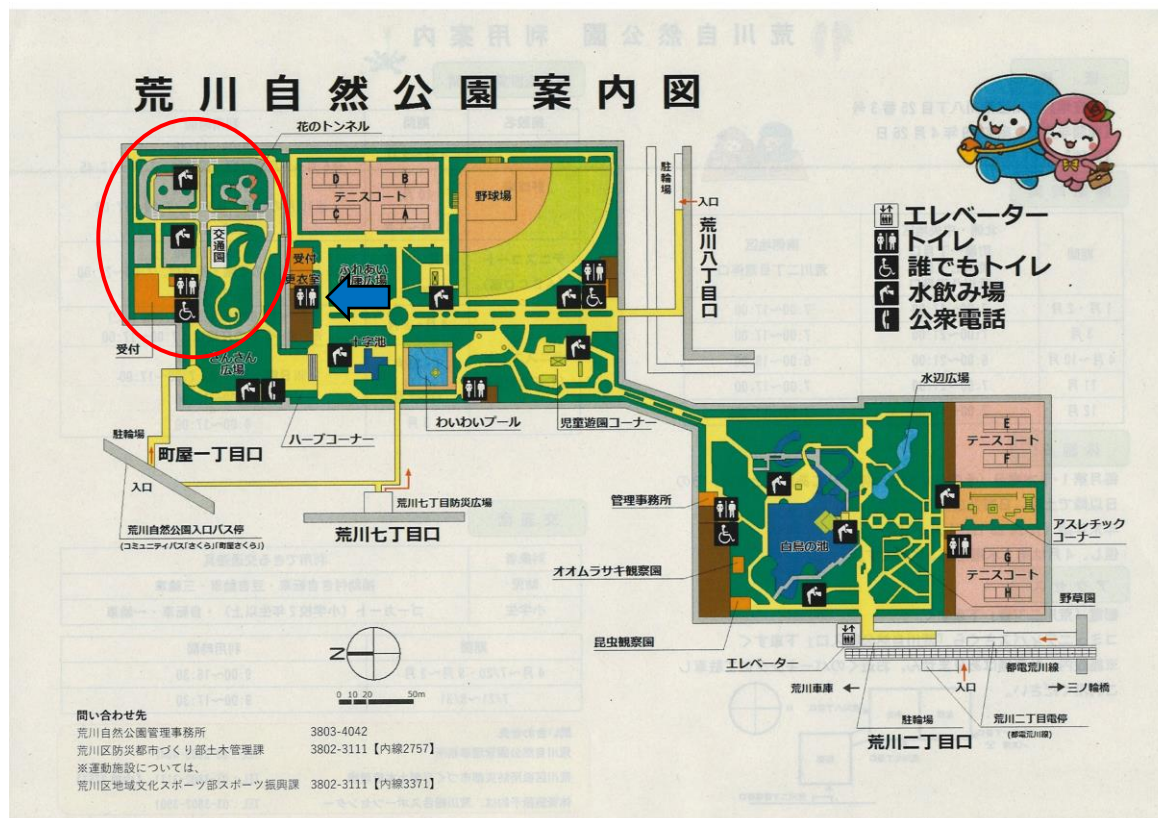 荒川自然公園案内図
花のトンネル
駐輪場
入口
荒川八丁目口
エレベーター
トイレ
誰でもトイレ
水飲み場
公衆電話
D
B
テニスコート
C
A
野球場
交通園
受付
更衣室
ふれあい健康広場
受付
さんさん広場
十字池
わいわいプール
児童遊園コーナー
ハーブコーナー
駐輪場
町屋一丁目口
入口
荒川自然公園入口バス停
(コミュニティバス「さくら」「町屋さくら」)
荒川七丁目防災広場
荒川七丁目口
水辺広場
E
テニスコート
F
管理事務所
白鳥の池
アスレチックコーナー
オオムラサキ観察園
G
テニスコート
H
野草園
昆虫観察園
エレベーター
都電荒川線
荒川車庫
入口
三ノ輪橋
駐輪場
荒川二丁目電停
(都電荒川線)
荒川二丁目口
N
0 10 20 50m
問い合わせ先
荒川自然公園管理事務所 3803-4042
荒川区防災都市づくり部土木管理課 3802-3111【内線2757】
※運動施設については、
荒川区地域文化スポーツ部スポーツ振興課 3802-3111【内線3371】